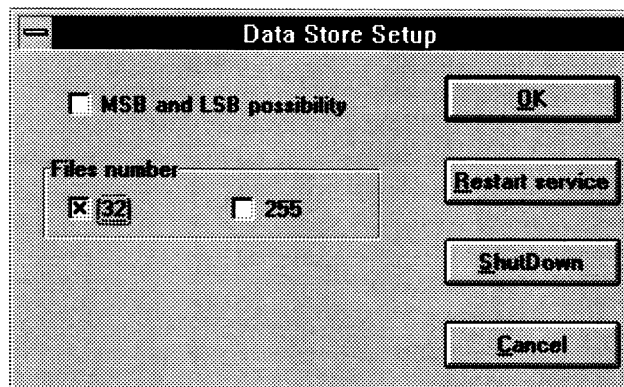 Data Store Setup
MSB and LSB possibility
OK
Files number
32
255
Restart service
ShutDown
Cancel